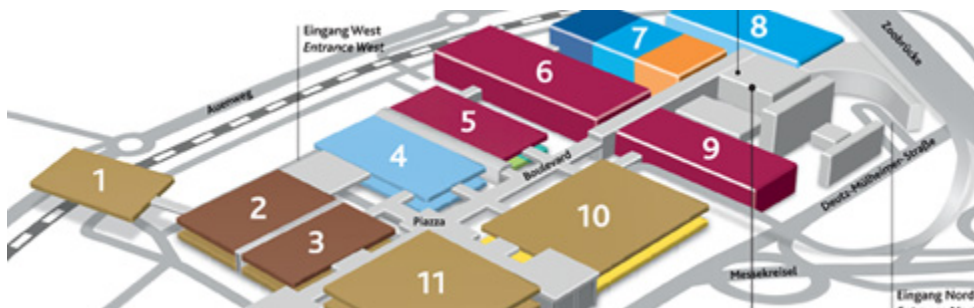 Eingang West
Entrance West
8
7
Zoobrücke
6
Auenweg
5
4
9
1
Boulevard
Deutz-Mülheimer-Straße
2
10
Piazza
3
Messekreisel
11
Eingang Nord